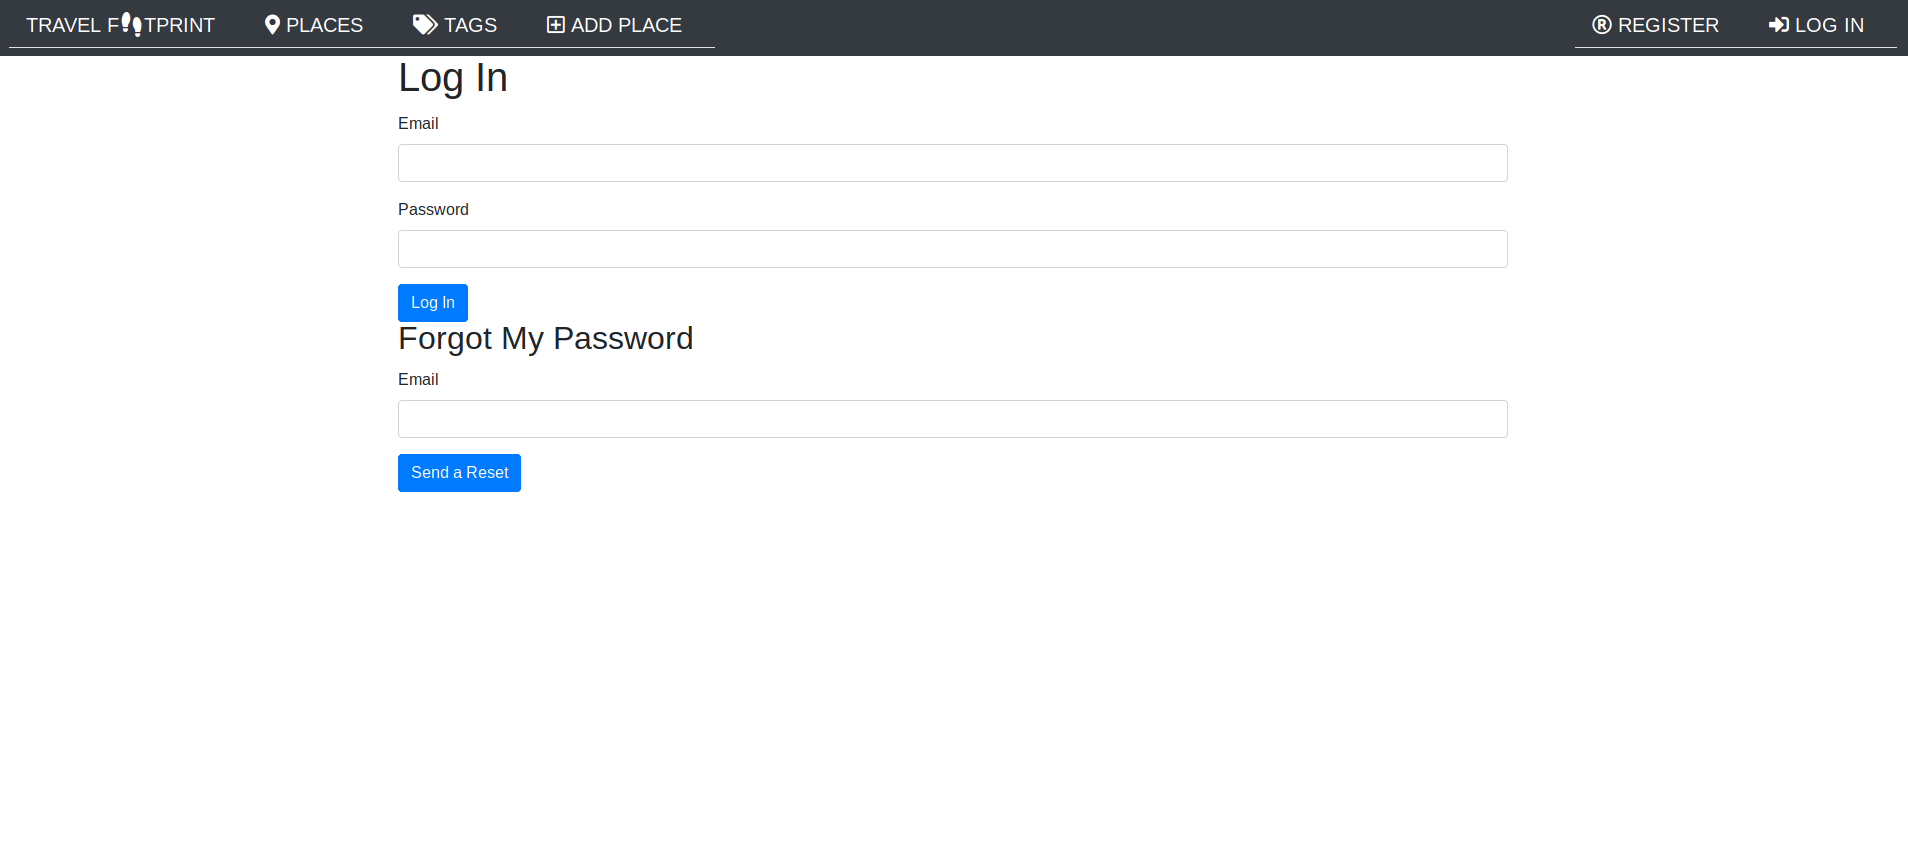 TRAVEL F TPRINT PLACES TAGS ADD PLACE ® REGISTER LOG IN
Log In
Email
Password
Log In
Forgot My Password
Email
Send a Reset